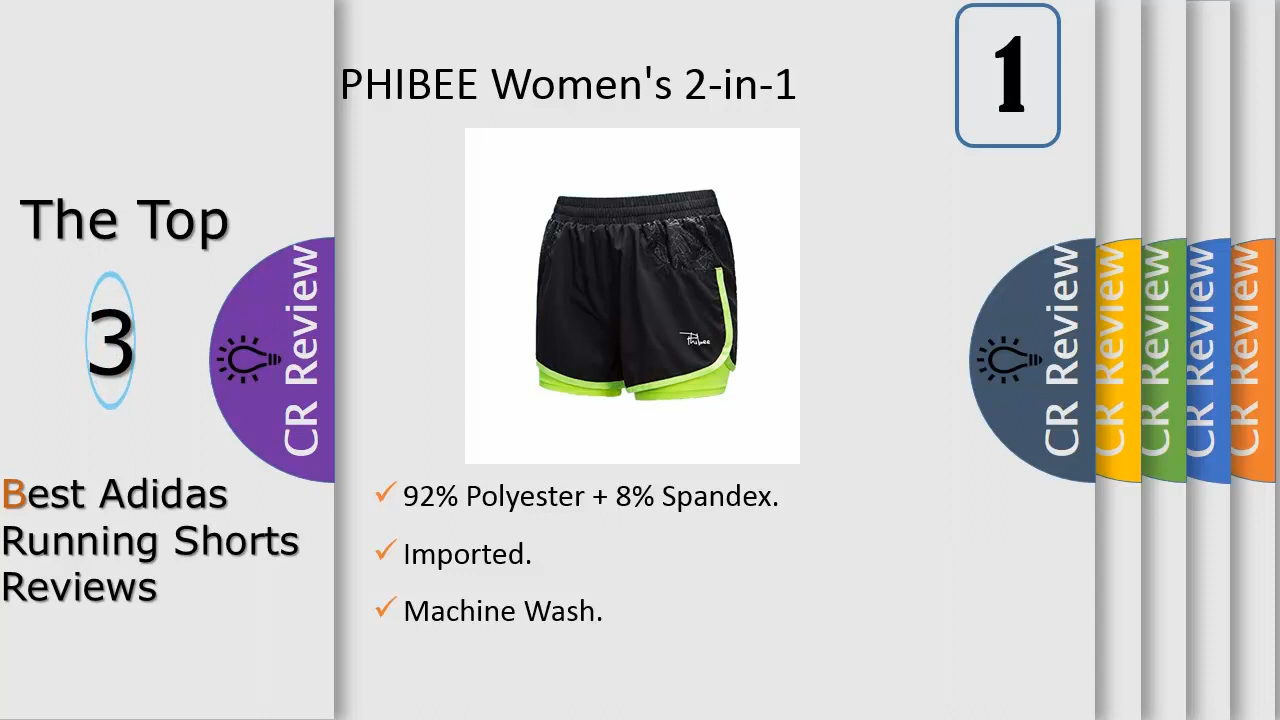 The Top
3
Best Adidas
Running Shorts
Reviews
CR Review
PHIBEE Women's 2-in-1
1
Phibee
92% Polyester + 8% Spandex.
Imported.
Machine Wash.
CR Review
CR Review
CR Review
CR Review
CR Review